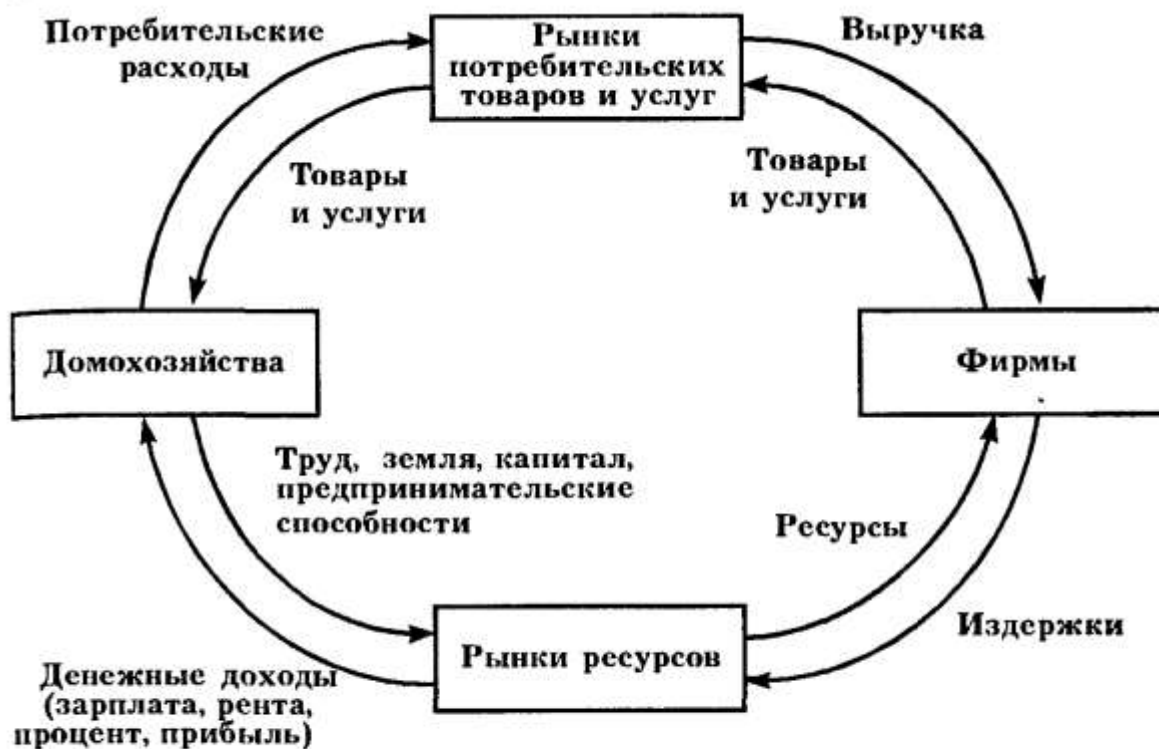 Потребительские
расходы
Рынки
потребительских
товаров и услуг
Выручка
Товары
и услуги
Товары
и услуги
Домохозяйства
Фирмы
Труд, земля, капитал,
предпринимательские
способности
Ресурсы
Рынки ресурсов
Издержки
Денежные доходы
(зарплата, рента,
процент, прибыль)